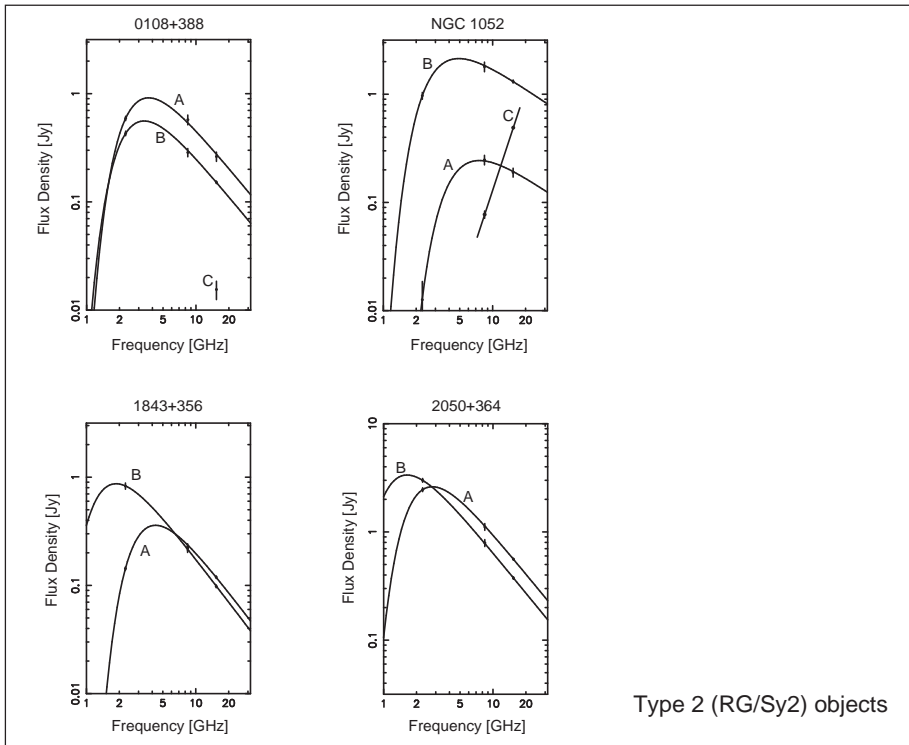 0108+388
NGC 1052
Flux Density [Jy]
1
0.1
0.01
A
B
C
1 2 5 10 20
Frequency [GHz]
Flux Density [Jy]
1
0.1
0.01
B
C
A
1 2 5 10 20
Frequency [GHz]
1843+356
2050+364
Flux Density [Jy]
1
0.1
0.01
B
A
1 2 5 10 20
Frequency [GHz]
Flux Density [Jy]
10
1
0.1
B
A
1 2 5 10 20
Frequency [GHz]
Type 2 (RG/Sy2) objects